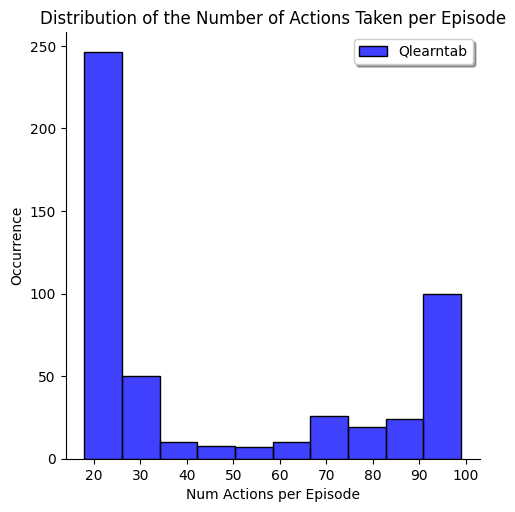 Distribution of the Number of Actions Taken per Episode
Qlearntab
250
200
150
100
50
0
Occurrence
20 30 40 50 60 70 80 90 100
Num Actions per Episode